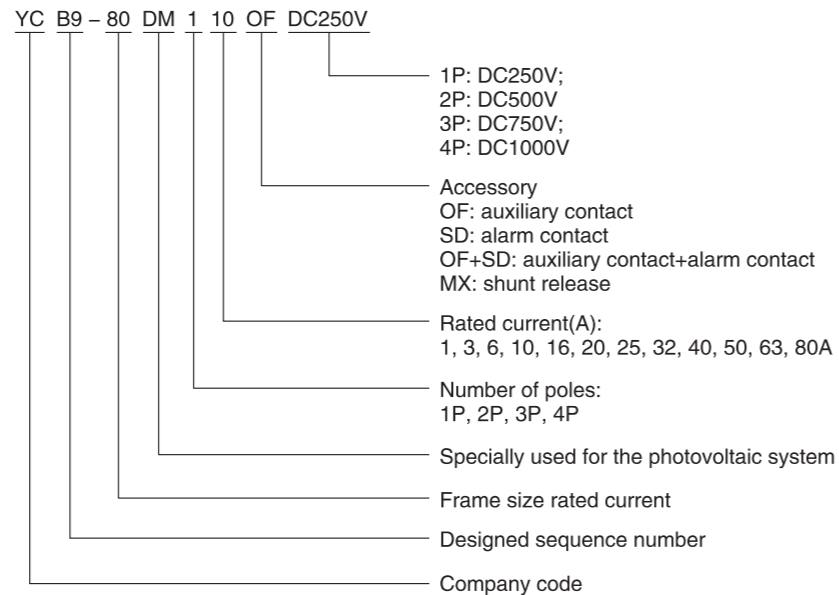 YC B9 – 80 DM 1 10 OF DC250V
1P: DC250V;
2P: DC500V
3P: DC750V;
4P: DC1000V
Accessory
OF: auxiliary contact
SD: alarm contact
OF+SD: auxiliary contact+alarm contact
MX: shunt release
Rated current(A):
1, 3, 6, 10, 16, 20, 25, 32, 40, 50, 63, 80A
Number of poles:
1P, 2P, 3P, 4P
Specially used for the photovoltaic system
Frame size rated current
Designed sequence number
Company code